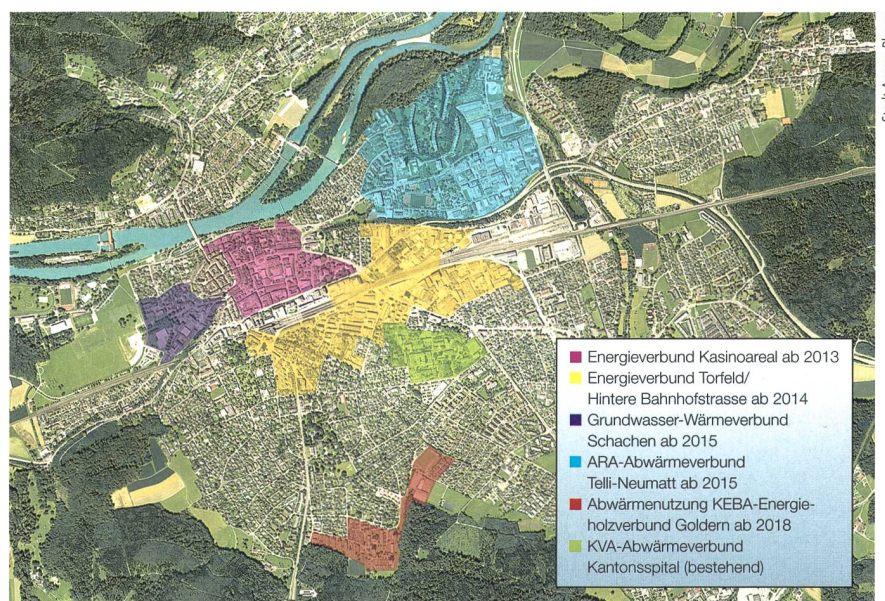 Energieverbund Kasinoareal ab 2013
Energieverbund Torfeld/
Hintere Bahnhofstrasse ab 2014
Grundwasser-Wärmeverbund
Schachen ab 2015
ARA-Abwärmeverbund
Telli-Neumatt ab 2015
Abwärmenutzung KEBA-Energie-
holzverbund Goldern ab 2018
KVA-Abwärmeverbund
Kantonsspital (bestehend)